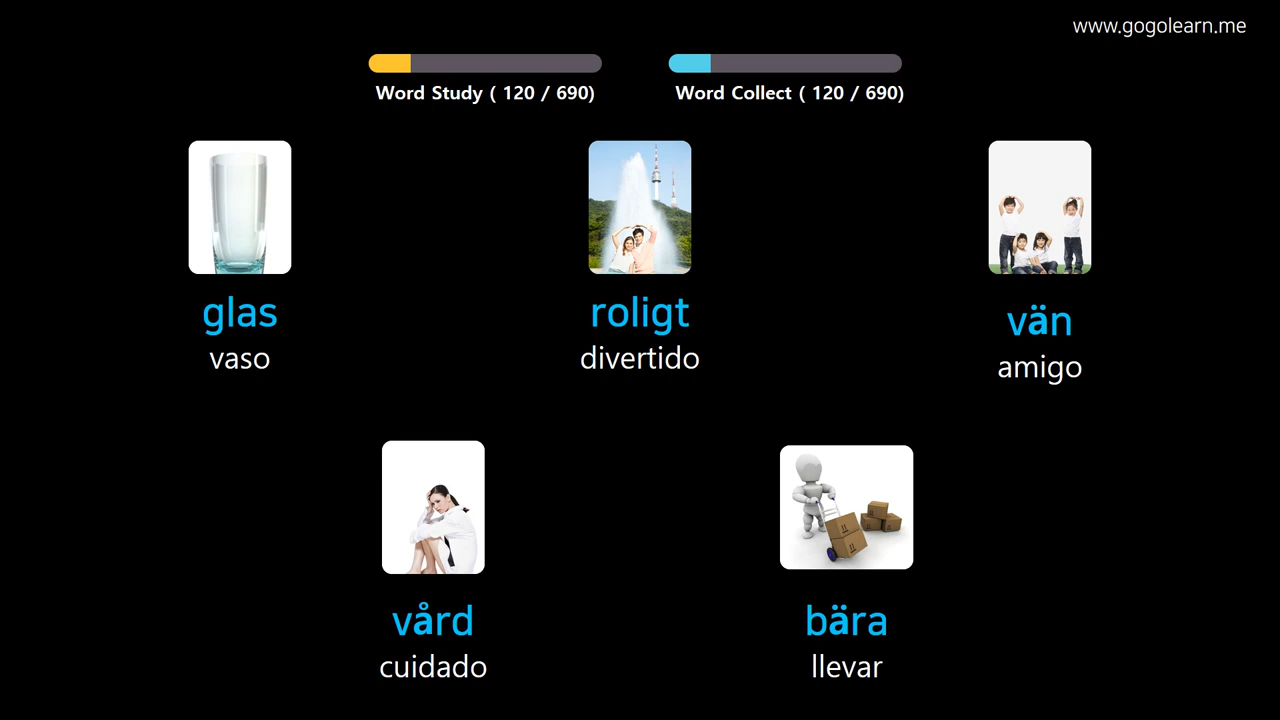 www.gogolearn.me
Word Study ( 120 / 690)
Word Collect ( 120 / 690)
glas
vaso
roligt
divertido
vän
amigo
vård
cuidado
bära
llevar